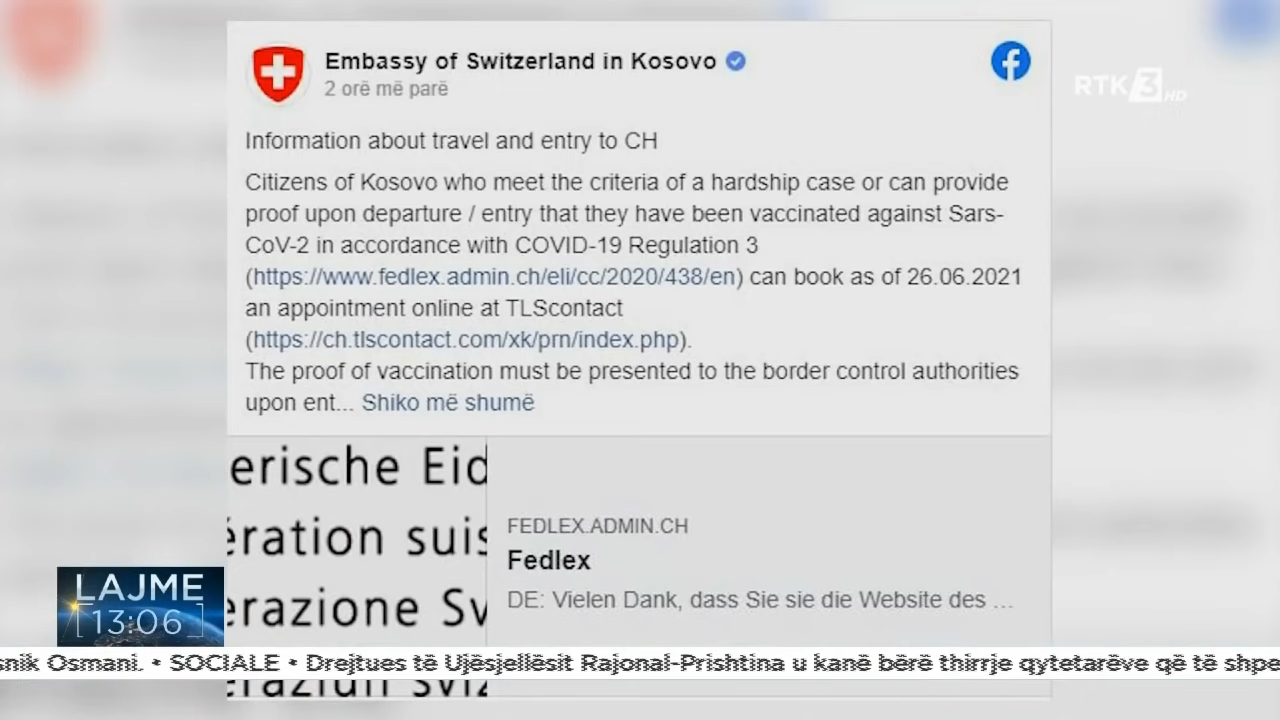 Embassy of Switzerland in Kosovo
2 orë më parë
RTK 3 HD
Information about travel and entry to CH
Citizens of Kosovo who meet the criteria of a hardship case or can provide
proof upon departure / entry that they have been vaccinated against Sars-
CoV-2 in accordance with COVID-19 Regulation 3
(https://www.fedlex.admin.ch/eli/cc/2020/438/en) can book as of 26.06.2021
an appointment online at TLScontact
(https://ch.tlscontact.com/xk/prn/index.php).
The proof of vaccination must be presented to the border control authorities
upon ent... Shiko më shumë
erische Eid
ération suis
erazione Sv
eraziun sviz
FEDLEX.ADMIN.CH
Fedlex
DE: Vielen Dank, dass Sie sie die Website des ...
LAJME
13:06
snik Osmani. • SOCIALE • Drejtues të Ujësjellësit Rajonal-Prishtina u kanë bërë thirrje qytetarëve që të shpe